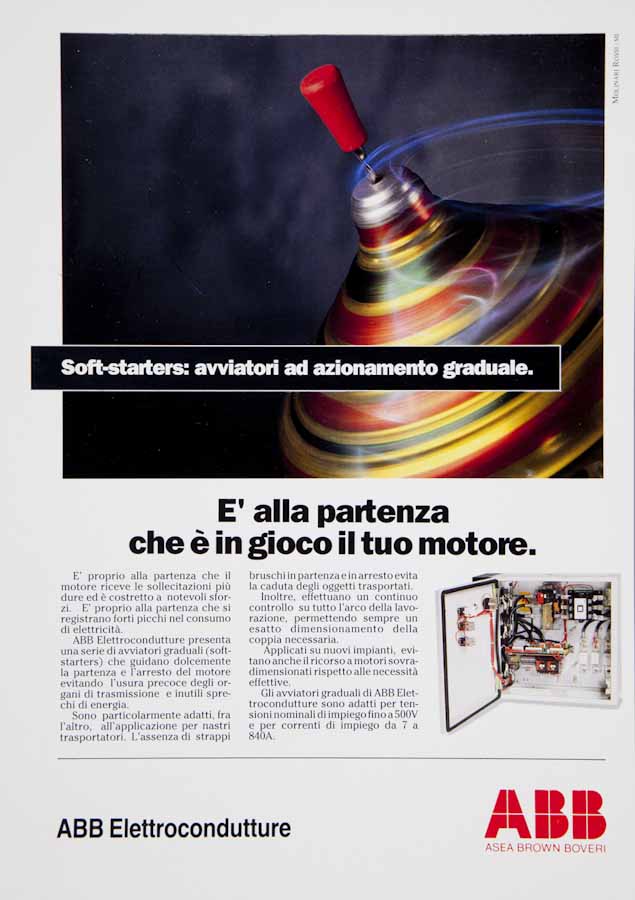 MOLINARI ROSSI - MI
Soft-starters: avviatori ad azionamento graduale.
E' alla partenza
che è in gioco il tuo motore.
E' proprio alla partenza che il
motore riceve le sollecitazioni più
dure ed è costretto a notevoli sfor-
zi. E' proprio alla partenza che si
registrano forti picchi nel consumo
di elettricità.
ABB Elettrocondutture presenta
una serie di avviatori graduali (soft-
starters) che guidano dolcemente
la partenza e l'arresto del motore
evitando l'usura precoce degli or-
gani di trasmissione e inutili spre-
chi di energia.
Sono particolarmente adatti, fra
l'altro, all'applicazione per nastri
trasportatori. L'assenza di strappi
bruschi in partenza e in arresto evita
la caduta degli oggetti trasportati.
Inoltre, effettuano un continuo
controllo su tutto l'arco della lavo-
razione, permettendo sempre un
esatto dimensionamento della
coppia necessaria.
Applicati su nuovi impianti, evi-
tano anche il ricorso a motori sovra-
dimensionati rispetto alle necessità
effettive.
Gli avviatori graduali di ABB Elet-
trocondutture sono adatti per ten-
sioni nominali di impiego fino a 500V
e per correnti di impiego da 7 a
840A.
ABB Elettrocondutture
ABB
ASEA BROWN BOVERI